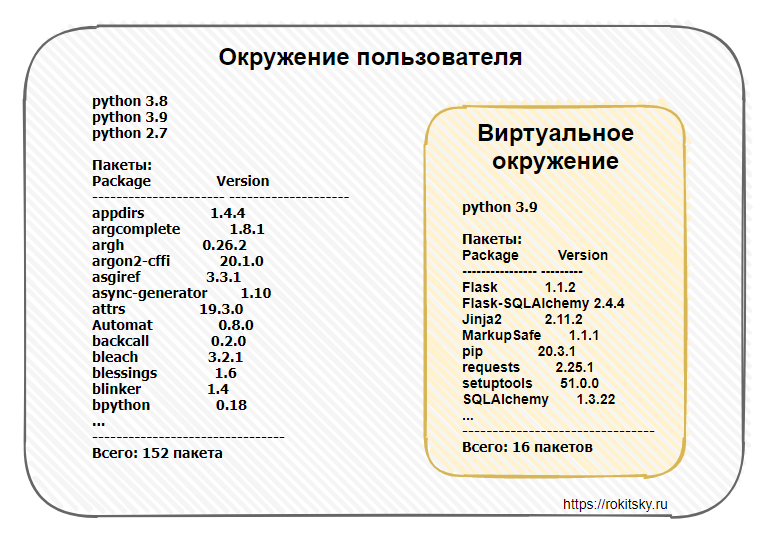 Окружение пользователя
python 3.8
python 3.9
python 2.7
Пакеты:
Package Version
---------------------- --------------------
appdirs 1.4.4
argcomplete 1.8.1
argh 0.26.2
argon2-cffi 20.1.0
asgiref 3.3.1
async-generator 1.10
attrs 19.3.0
Automat 0.8.0
backcall 0.2.0
bleach 3.2.1
blessings 1.6
blinker 1.4
bpython 0.18
...
--------------------------------
Всего: 152 пакета
Виртуальное
окружение
python 3.9
Пакеты:
Package Version
---------------- ---------
Flask 1.1.2
Flask-SQLAlchemy 2.4.4
Jinja2 2.11.2
MarkupSafe 1.1.1
pip 20.3.1
requests 2.25.1
setuptools 51.0.0
SQLAlchemy 1.3.22
...
--------------------------------
Всего: 16 пакетов
https://rokitsky.ru